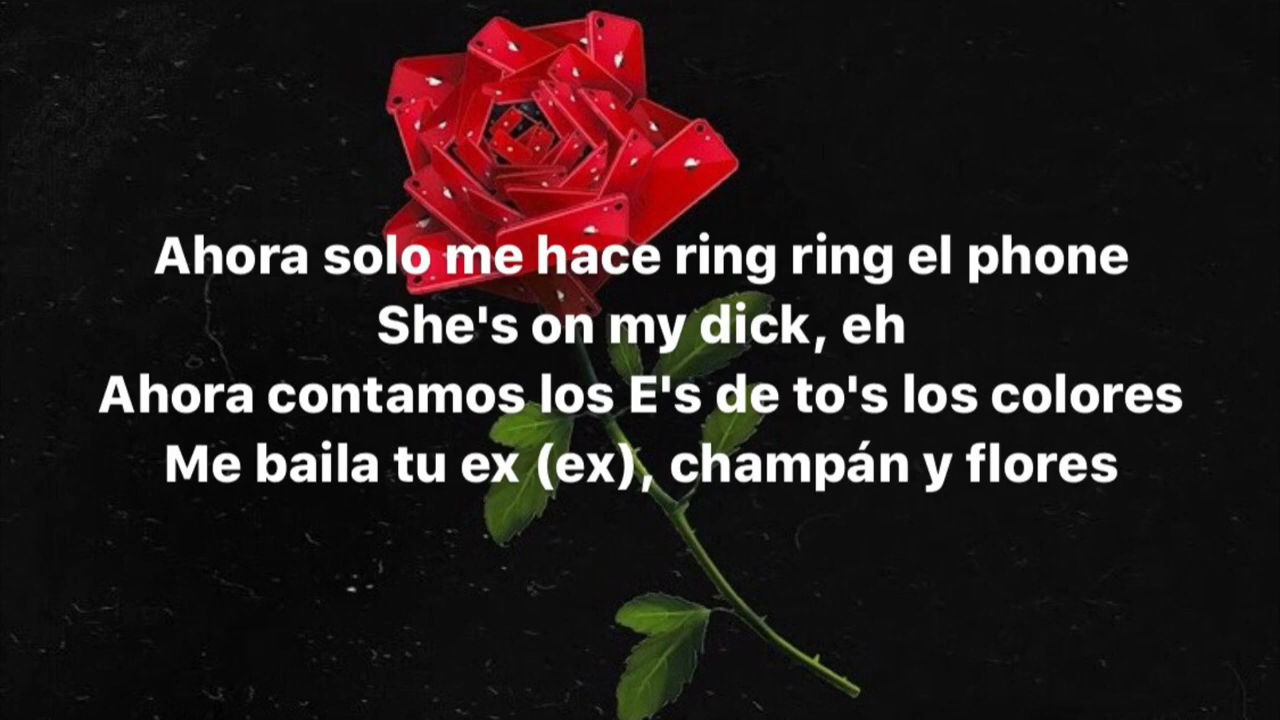 Ahora solo me hace ring ring el phone
She's on my dick, eh
Ahora contamos los E's de to's los colores
Me baila tu ex (ex), champán y flores